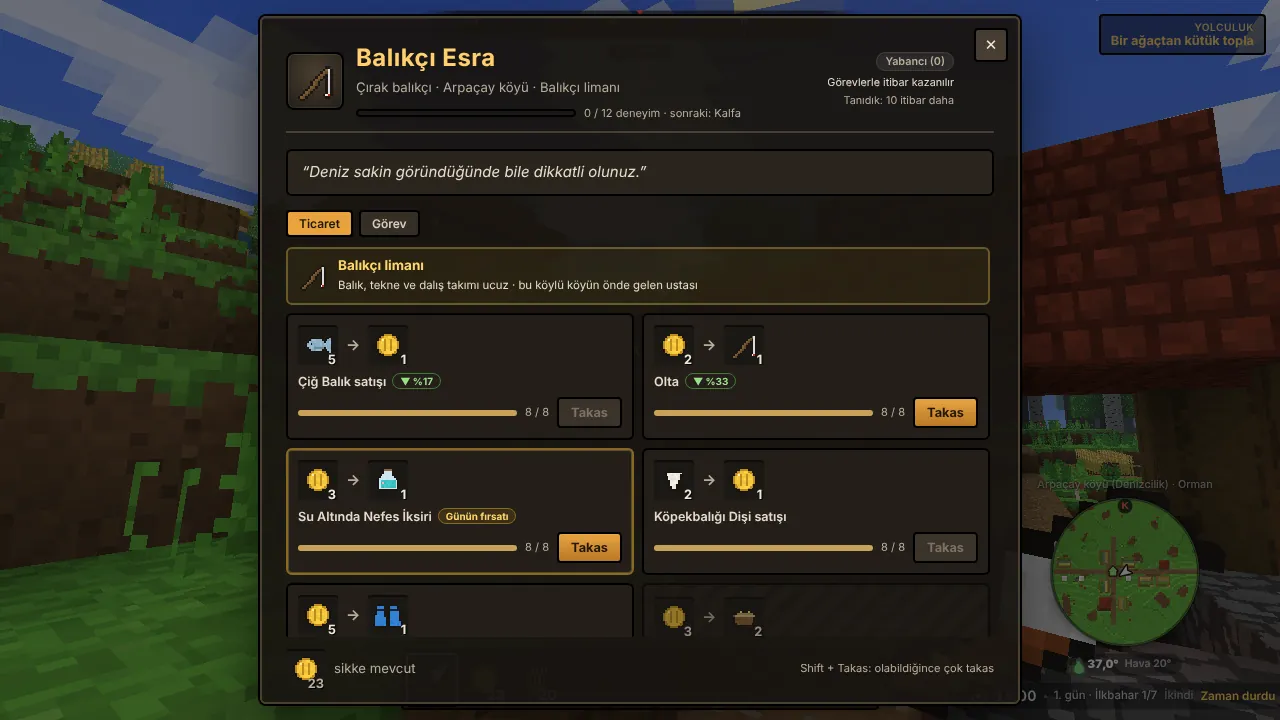 YOLCULUK
Bir ağaçtan kütük topla
×
Balıkçı Esra
Çırak balıkçı · Arpaçay köyü · Balıkçı limanı
0 / 12 deneyim · sonraki: Kalfa
Yabancı (0)
Görevlerle itibar kazanılır
Tanıdık: 10 itibar daha
“Deniz sakin göründüğünde bile dikkatli olunuz.”
Ticaret Görev
Balıkçı limanı
Balık, tekne ve dalış takımı ucuz · bu köylü köyün önde gelen ustası
5 → 1
Çiğ Balık satışı ▼ %17
8 / 8 Takas
2 → 1
Olta ▼ %33
8 / 8 Takas
3 → 1
Su Altında Nefes İksiri Günün fırsatı
8 / 8 Takas
2 → 1
Köpekbalığı Dişi satışı
8 / 8 Takas
5 → 1
3 → 2
23 sikke mevcut
Shift + Takas: olabildiğince çok takas
Arpaçay köyü (Denizcilik) · Orman
K
37,0° Hava 20°
00 · 1. gün · İlkbahar 1/7 İkindi Zaman durdu